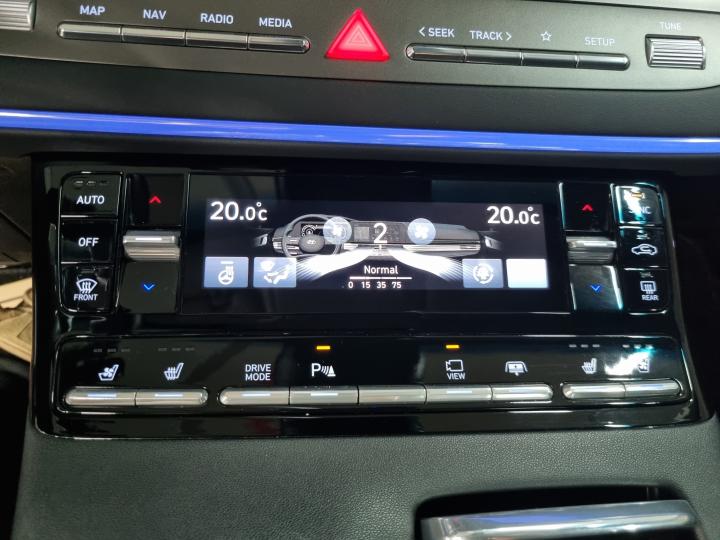 MAP NAV RADIO MEDIA < SEEK TRACK > ☆ SETUP TUNE
AUTO
OFF
FRONT
20.0°C
20.0°C
2
Normal
0 15 35 75
REAR
DRIVE
MODE
P
VIEW